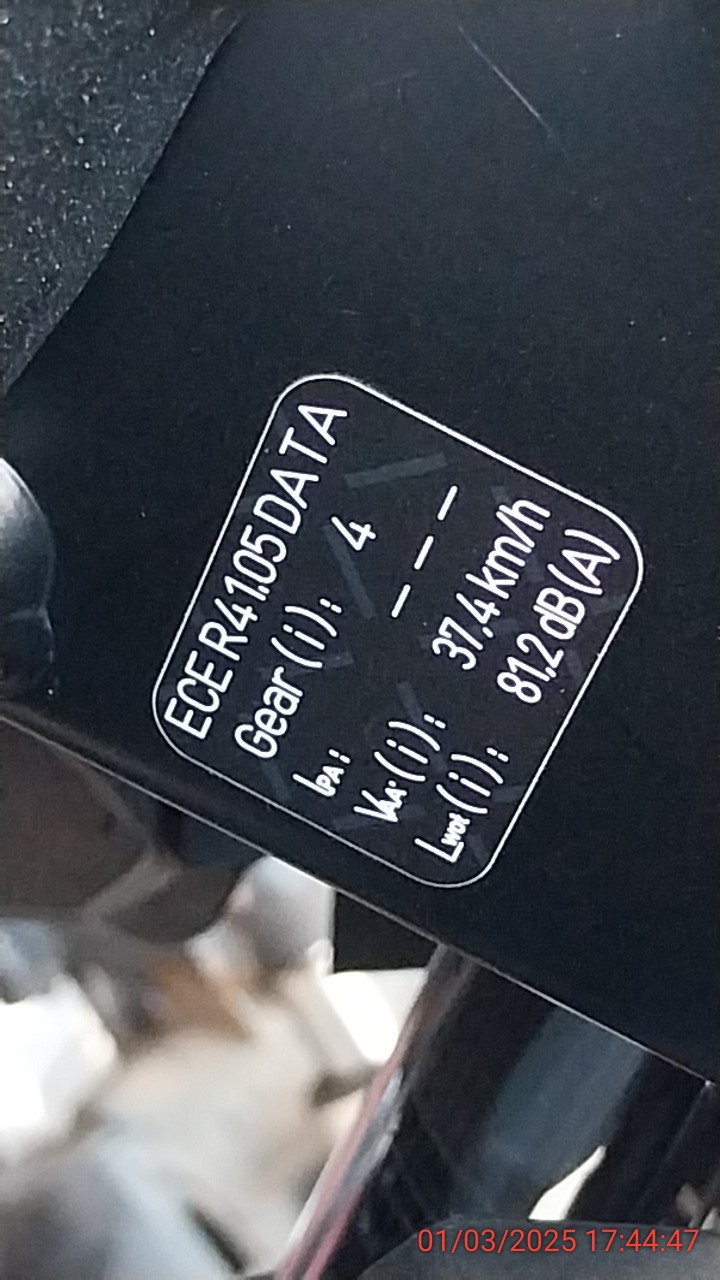 ECE R41.05 DATA
Gear (i): 4
IPA: – – –
VAA'(i): 37,4 km/h
Lwot(i): 81,2 dB(A)
01/03/2025 17:44:47